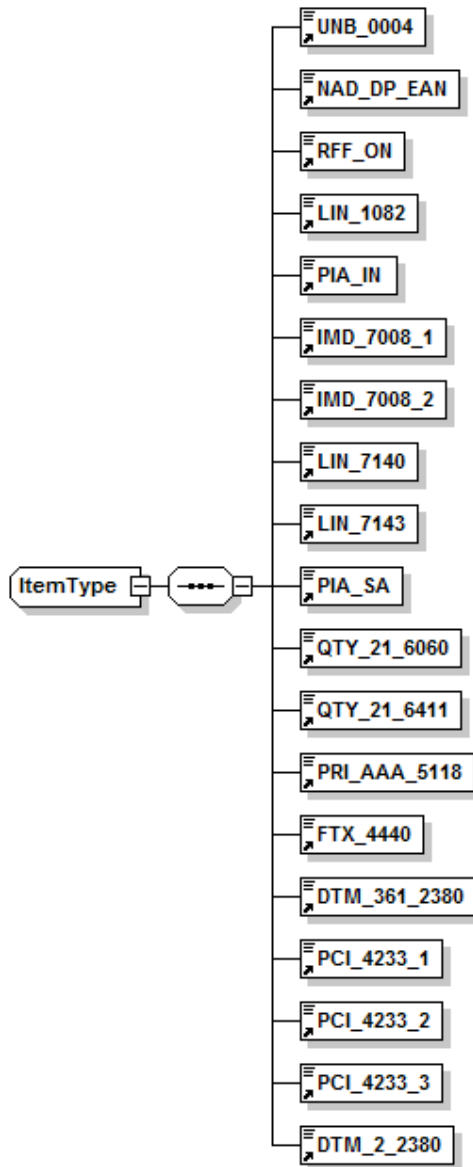 UNB_0004
NAD_DP_EAN
RFF_ON
LIN_1082
PIA_IN
IMD_7008_1
IMD_7008_2
LIN_7140
LIN_7143
ItemType
PIA_SA
QTY_21_6060
QTY_21_6411
PRI_AAA_5118
FTX_4440
DTM_361_2380
PCI_4233_1
PCI_4233_2
PCI_4233_3
DTM_2_2380